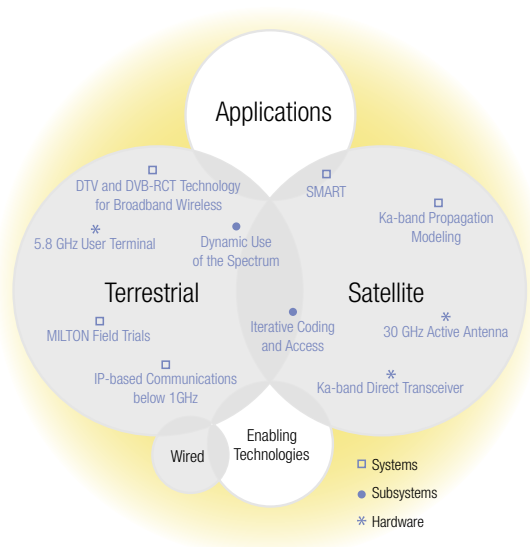 Applications
DTV and DVB-RCT Technology
for Broadband Wireless
SMART
Ka-band Propagation
Modeling
5.8 GHz User Terminal
Dynamic Use
of the Spectrum
Terrestrial
Satellite
MILTON Field Trials
Iterative Coding
and Access
30 GHz Active Antenna
IP-based Communications
below 1GHz
Ka-band Direct Transceiver
Wired
Enabling
Technologies
Systems
Subsystems
Hardware